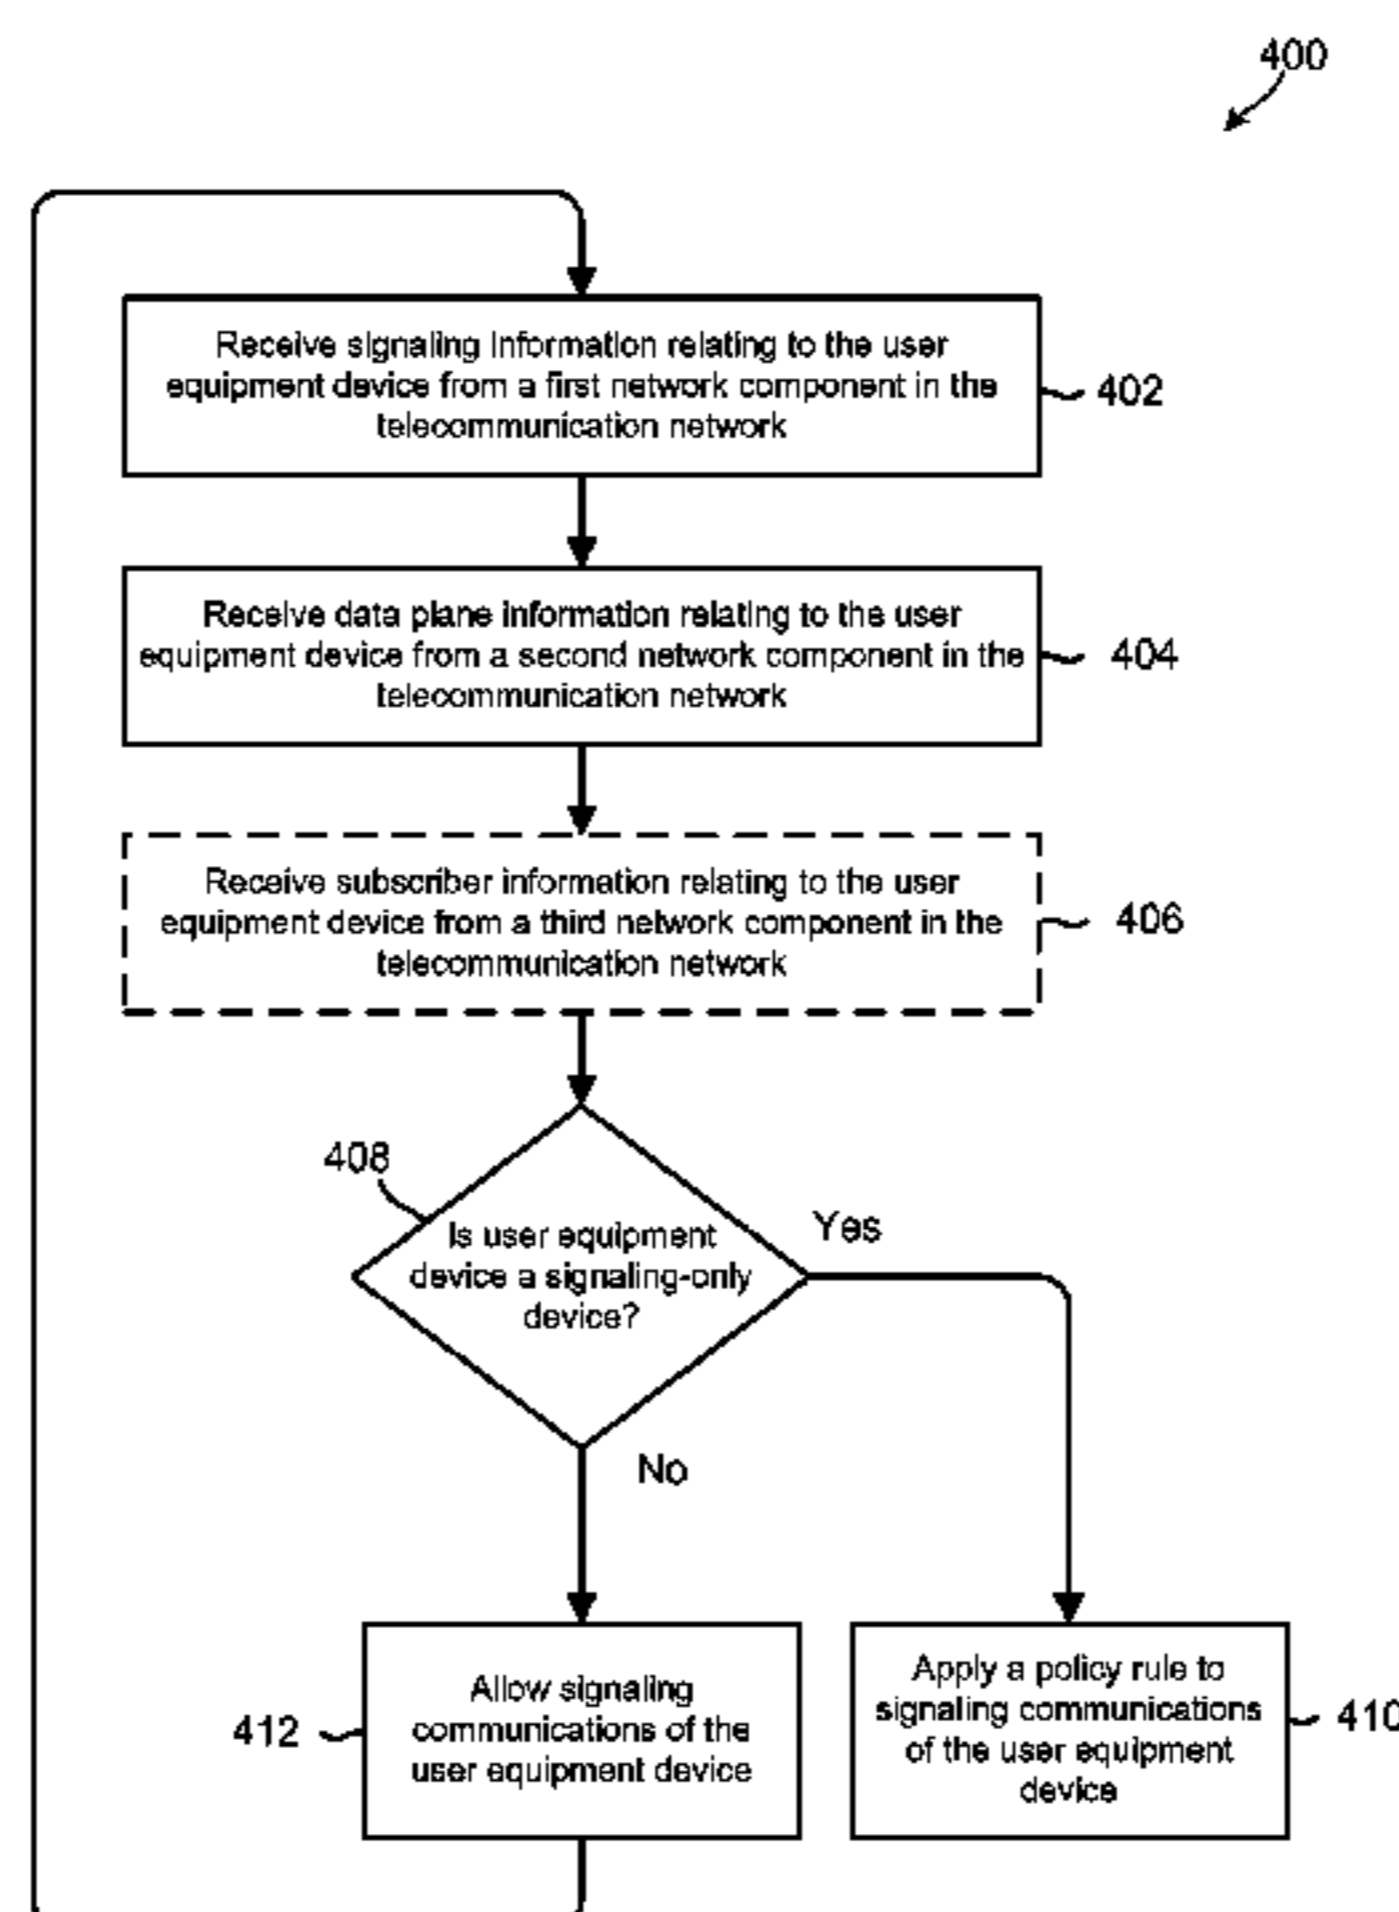 400
Receive signaling information relating to the user
equipment device from a first network component in the
telecommunication network
402
Receive data plane information relating to the user
equipment device from a second network component in the
telecommunication network
404
Receive subscriber information relating to the user
equipment device from a third network component in the
telecommunication network
406
408
Is user equipment
device a signaling-only
device?
Yes
No
Allow signaling
communications of the
user equipment device
412
Apply a policy rule to
signaling communications
of the user equipment
device
410